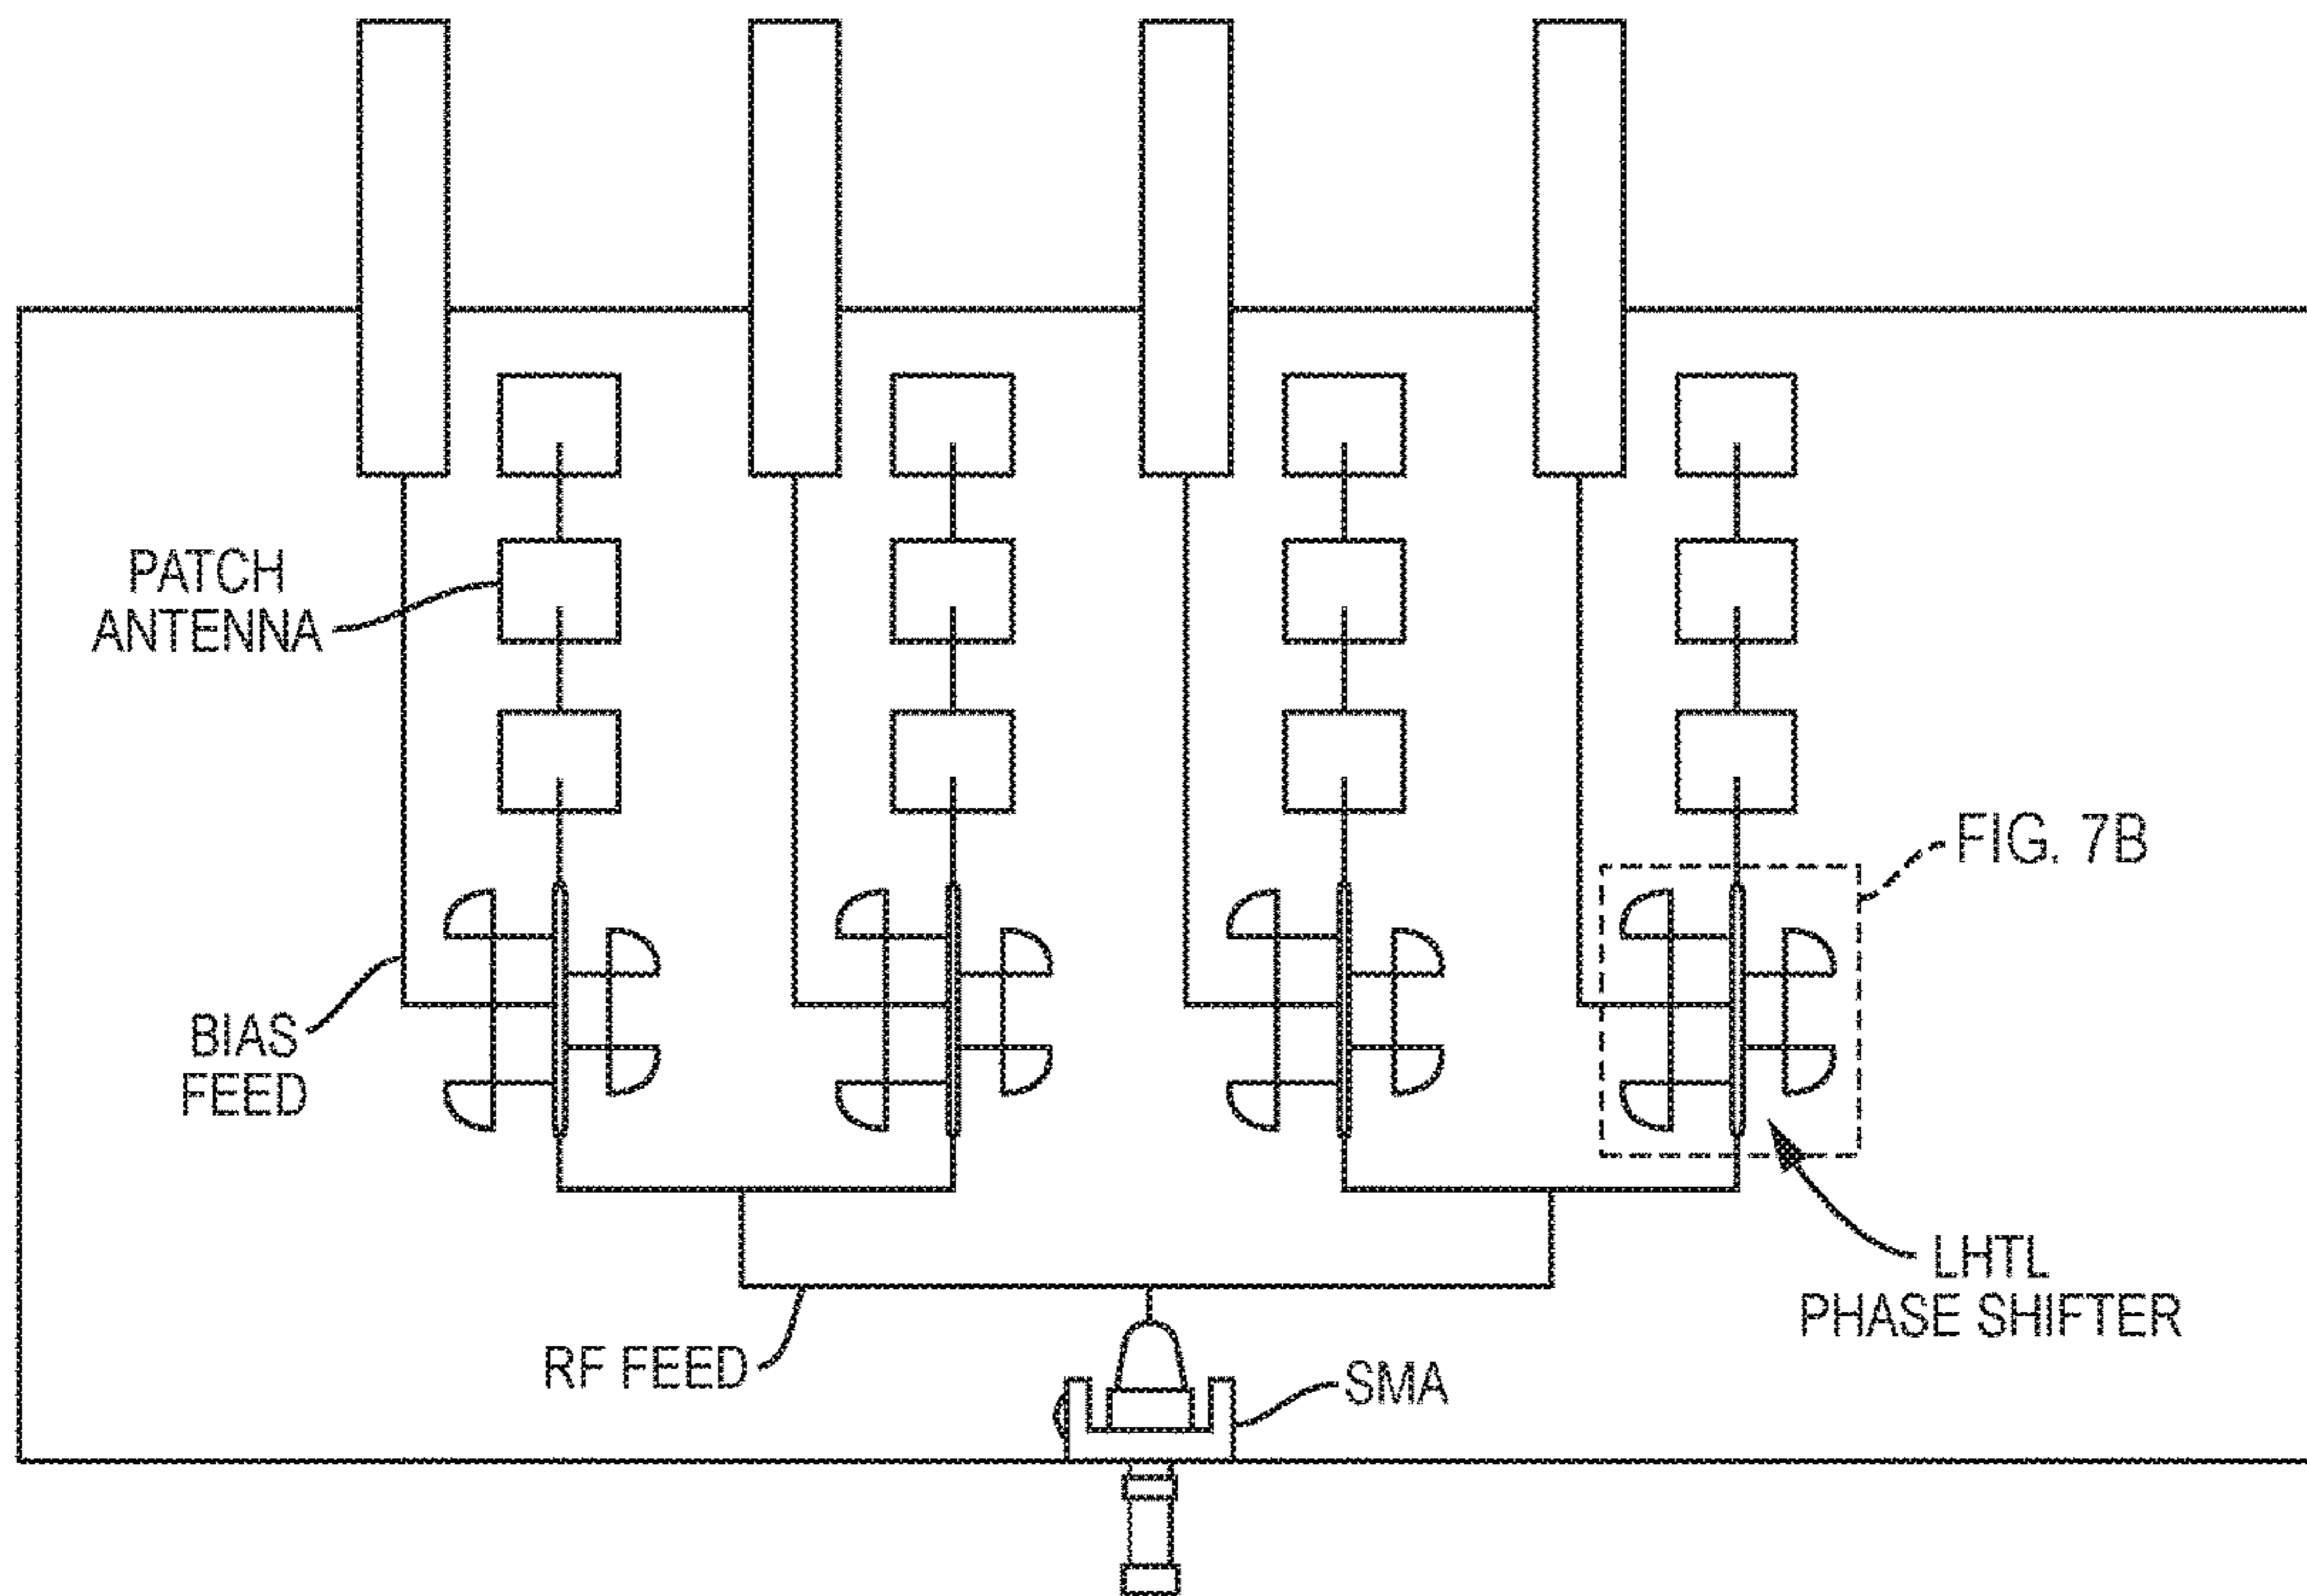 PATCH
ANTENNA
FIG. 7B
BIAS
FEED
LHTL
PHASE SHIFTER
RF FEED
SMA